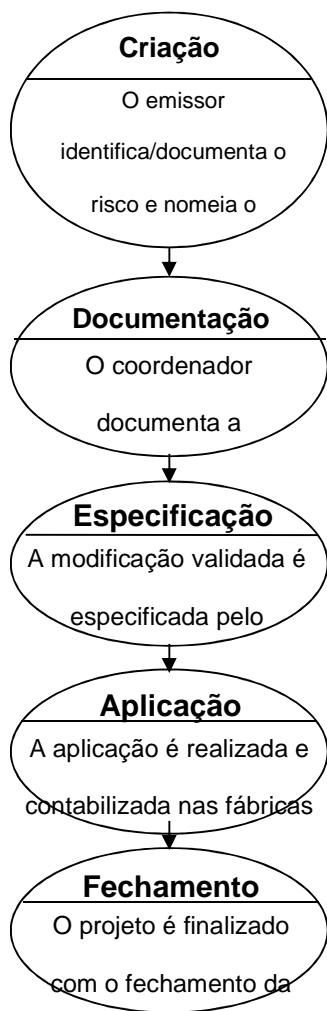 Criação
O emissor
identifica/documenta o
risco e nomeia o
Documentação
O coordenador
documenta a
Especificação
A modificação validada é
especificada pelo
Aplicação
A aplicação é realizada e
contabilizada nas fábricas
Fechamento
O projeto é finalizado
com o fechamento da